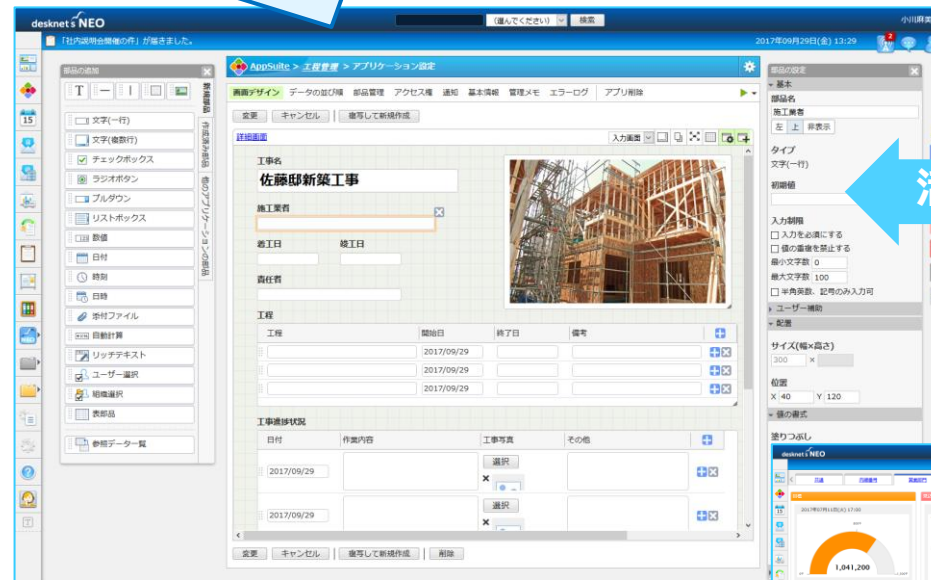 desknet's NEO
(選んでください)
検索
小川麻美
「社内説明会開催の件」が届きました。
2017年09月29日(金) 13:29
2
部品の追加
T
新規部品
作成済み部品
他のアプリケーションの部品
文字(一行)
文字(複数行)
チェックボックス
ラジオボタン
プルダウン
リストボックス
数値
日付
時刻
日時
添付ファイル
自動計算
リッチテキスト
ユーザー選択
組織選択
表部品
参照データ一覧
15
AppSuite > 工程管理 > アプリケーション設定
画面デザイン データの並び順 部品管理 アクセス権 通知 基本情報 管理メモ エラーログ アプリ削除
変更 キャンセル 複写して新規作成
詳細画面
入力画面
工事名
佐藤邸新築工事
施工業者
着工日 竣工日
責任者
工程
工程 開始日 終了日 備考
2017/09/29
2017/09/29
2017/09/29
工事進捗状況
日付 作業内容 工事写真 その他
2017/09/29
選択
×
2017/09/29
選択
×
変更 キャンセル 複写して新規作成 削除
部品の設定
基本
部品名
施工業者
左 上 非表示
タイプ
文字(一行)
初期値
入力制限
入力を必須にする
値の重複を禁止する
最小文字数 0
最大文字数 100
半角英数、記号のみ入力可
ユーザー補助
配置
サイズ(幅×高さ)
300 ×
位置
X 40 Y 120
値の書式
塗りつぶし
desknet's NEO
1,041,200